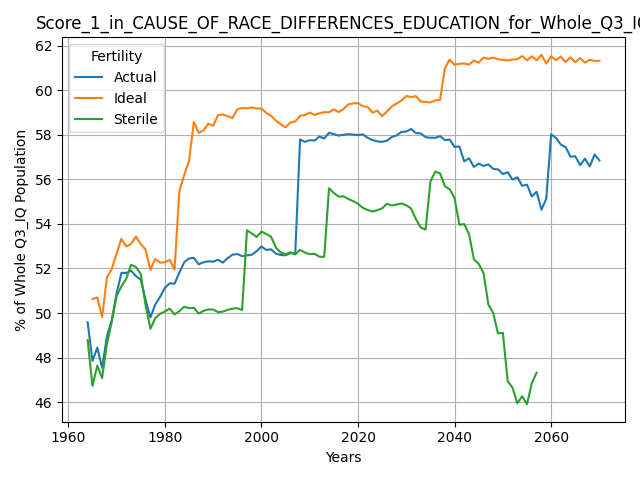 Score_1_in_CAUSE_OF_RACE_DIFFERENCES_EDUCATION_for_Whole_Q3_IQ
Fertility
Actual
Ideal
Sterile
% of Whole Q3_IQ Population
62
60
58
56
54
52
50
48
46
1960
1980
2000
2020
2040
2060
Years